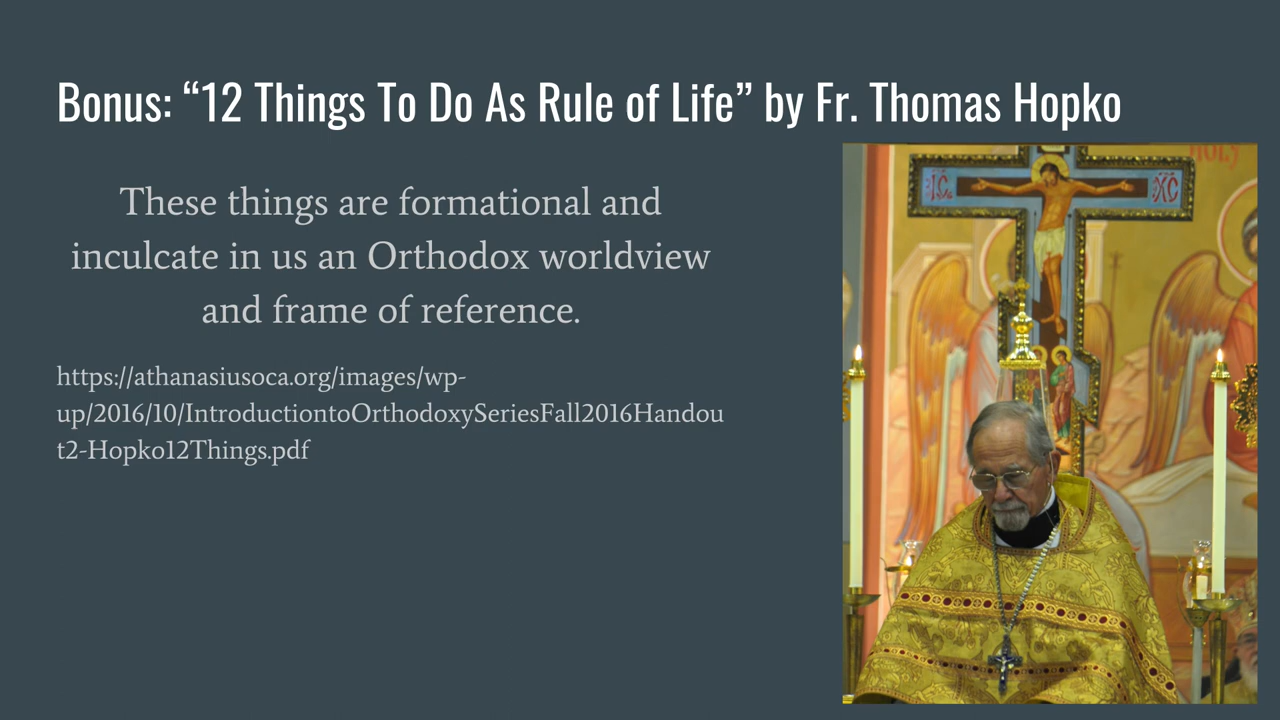 Bonus: “12 Things To Do As Rule of Life” by Fr. Thomas Hopko
These things are formational and
inculcate in us an Orthodox worldview
and frame of reference.
https://athanasiusoca.org/images/wp-
up/2016/10/IntroductiontoOrthodoxySeriesFall2016Handou
t2-Hopko12Things.pdf
HOLY
IC XC